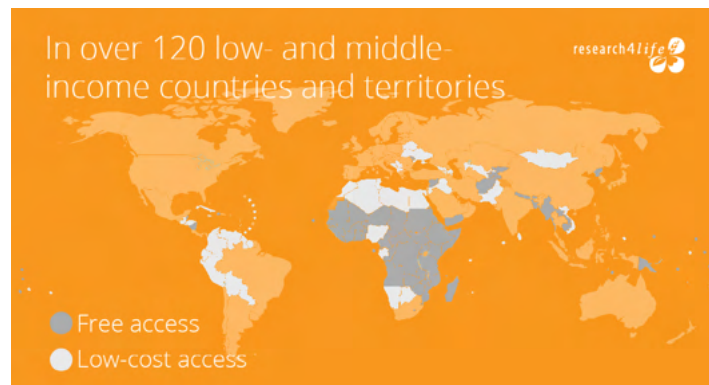 In over 120 low- and middle-
income countries and territories
research4life
Free access
Low-cost access